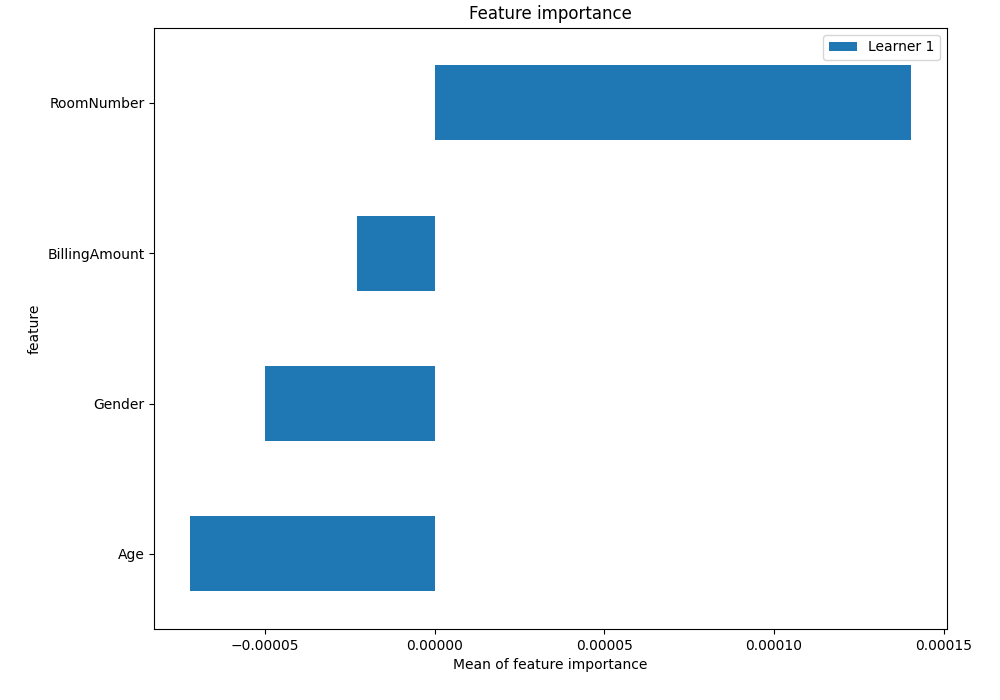 Feature importance
Learner 1
RoomNumber
BillingAmount
feature
Gender
Age
−0.00005 0.00000 0.00005 0.00010 0.00015
Mean of feature importance